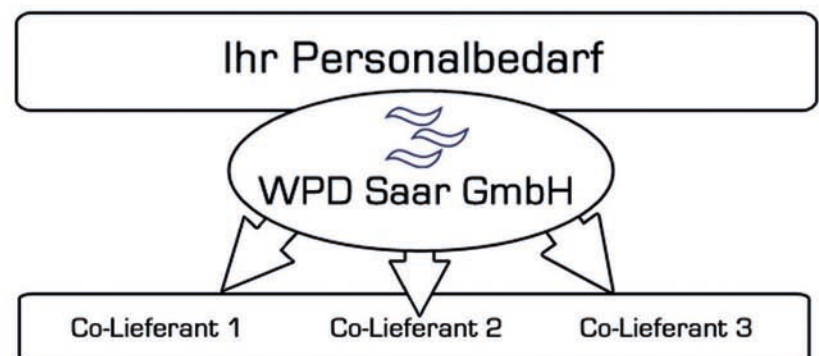 Ihr Personalbedarf
WPD Saar GmbH
Co-Lieferant 1 Co-Lieferant 2 Co-Lieferant 3